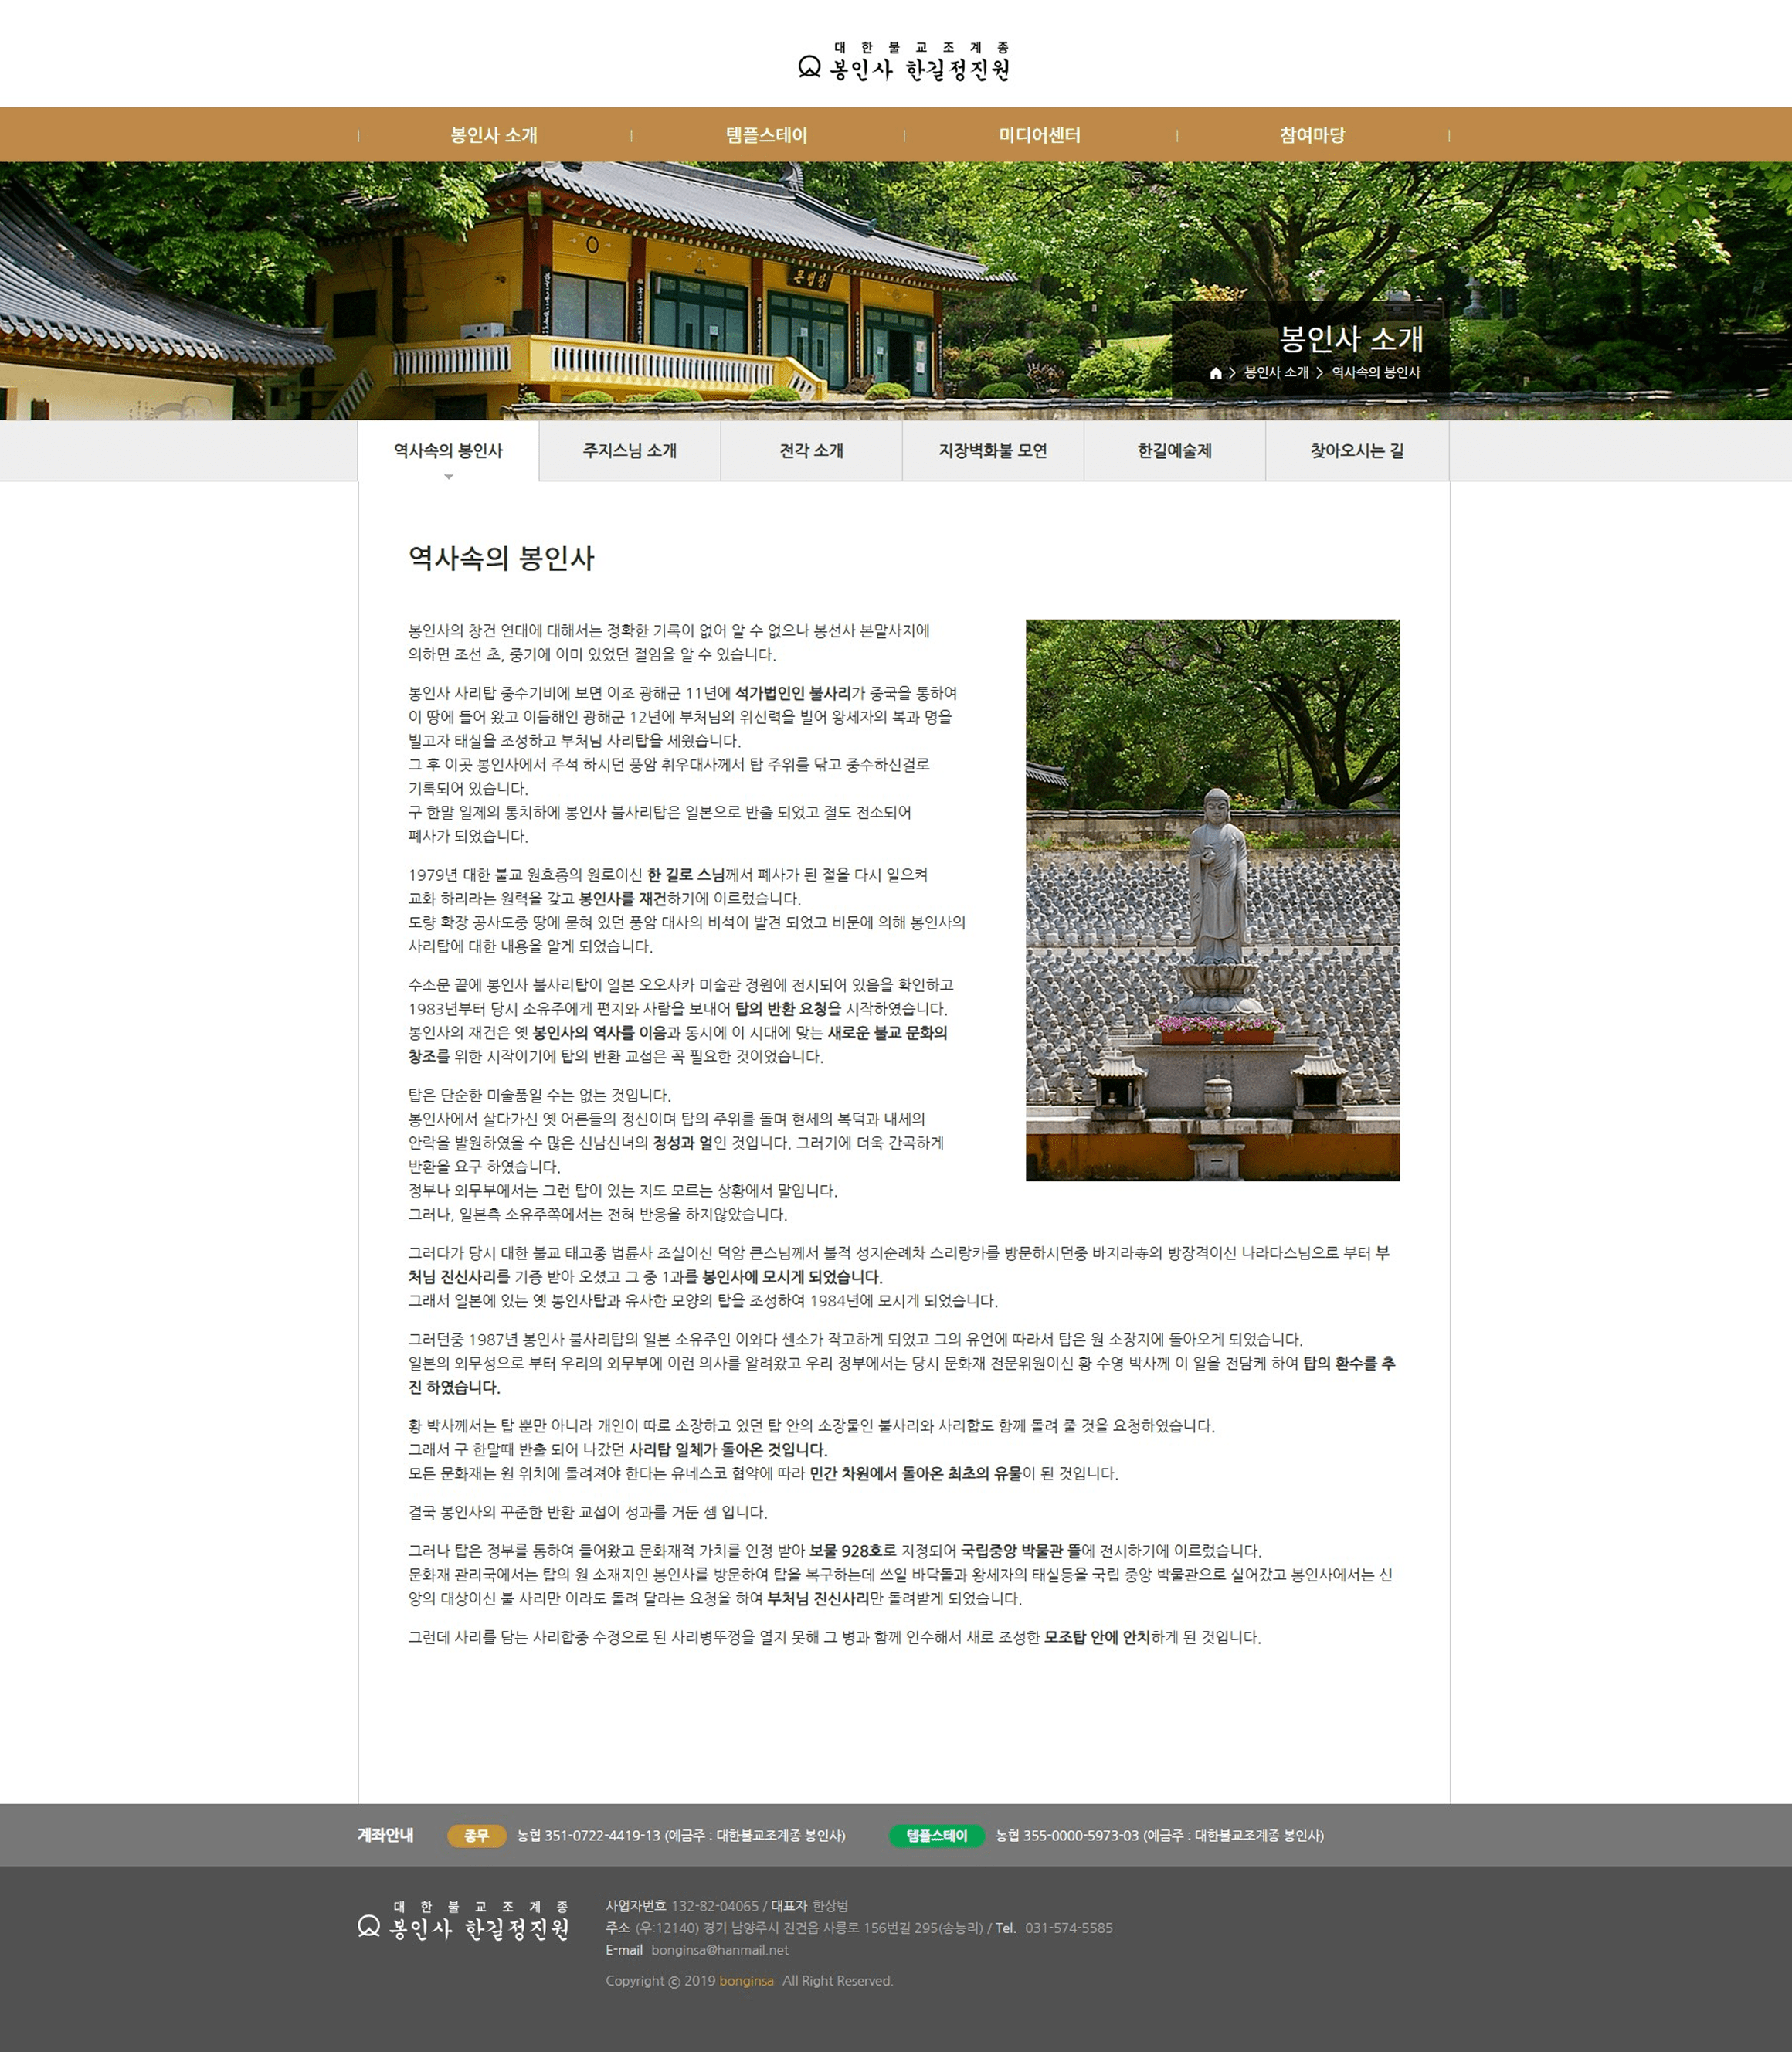 대한불교조계종
봉인사 한길정진원
봉인사 소개
템플스테이
미디어센터
참여마당
큰법당
봉인사 소개
> 봉인사 소개 > 역사속의 봉인사
역사속의 봉인사
주지스님 소개
전각 소개
지장벽화불 모연
한길예술제
찾아오시는 길
역사속의 봉인사
봉인사의 창건 연대에 대해서는 정확한 기록이 없어 알 수 없으나 봉선사 본말사지에
의하면 조선 초, 중기에 이미 있었던 절임을 알 수 있습니다.
봉인사 사리탑 중수기비에 보면 이조 광해군 11년에 석가법인인 불사리가 중국을 통하여
이 땅에 들어 왔고 이듬해인 광해군 12년에 부처님의 위신력을 빌어 왕세자의 복과 명을
빌고자 태실을 조성하고 부처님 사리탑을 세웠습니다.
그 후 이곳 봉인사에서 주석 하시던 풍암 취우대사께서 탑 주위를 닦고 중수하신걸로
기록되어 있습니다.
구 한말 일제의 통치하에 봉인사 불사리탑은 일본으로 반출 되었고 절도 전소되어
폐사가 되었습니다.
1979년 대한 불교 원효종의 원로이신 한 길로 스님께서 폐사가 된 절을 다시 일으켜
교화 하리라는 원력을 갖고 봉인사를 재건하기에 이르렀습니다.
도량 확장 공사도중 땅에 묻혀 있던 풍암 대사의 비석이 발견 되었고 비문에 의해 봉인사의
사리탑에 대한 내용을 알게 되었습니다.
수소문 끝에 봉인사 불사리탑이 일본 오오사카 미술관 정원에 전시되어 있음을 확인하고
1983년부터 당시 소유주에게 편지와 사람을 보내어 탑의 반환 요청을 시작하였습니다.
봉인사의 재건은 옛 봉인사의 역사를 이음과 동시에 이 시대에 맞는 새로운 불교 문화의
창조를 위한 시작이기에 탑의 반환 교섭은 꼭 필요한 것이었습니다.
탑은 단순한 미술품일 수는 없는 것입니다.
봉인사에서 살다가신 옛 어른들의 정신이며 탑의 주위를 돌며 현세의 복덕과 내세의
안락을 발원하였을 수 많은 신남신녀의 정성과 얼인 것입니다. 그러기에 더욱 간곡하게
반환을 요구 하였습니다.
정부나 외무부에서는 그런 탑이 있는 지도 모르는 상황에서 말입니다.
그러나, 일본측 소유주쪽에서는 전혀 반응을 하지않았습니다.
그러다가 당시 대한 불교 태고종 법륜사 조실이신 덕암 큰스님께서 불적 성지순례차 스리랑카를 방문하시던중 바지라寺의 방장격이신 나라다스님으로 부터 부
처님 진신사리를 기증 받아 오셨고 그 중 1과를 봉인사에 모시게 되었습니다.
그래서 일본에 있는 옛 봉인사탑과 유사한 모양의 탑을 조성하여 1984년에 모시게 되었습니다.
그러던중 1987년 봉인사 불사리탑의 일본 소유주인 이와다 센소가 작고하게 되었고 그의 유언에 따라서 탑은 원 소장지에 돌아오게 되었습니다.
일본의 외무성으로 부터 우리의 외무부에 이런 의사를 알려왔고 우리 정부에서는 당시 문화재 전문위원이신 황 수영 박사께 이 일을 전담케 하여 탑의 환수를 추
진 하였습니다.
황 박사께서는 탑 뿐만 아니라 개인이 따로 소장하고 있던 탑 안의 소장물인 불사리와 사리합도 함께 돌려 줄 것을 요청하였습니다.
그래서 구 한말때 반출 되어 나갔던 사리탑 일체가 돌아온 것입니다.
모든 문화재는 원 위치에 돌려져야 한다는 유네스코 협약에 따라 민간 차원에서 돌아온 최초의 유물이 된 것입니다.
결국 봉인사의 꾸준한 반환 교섭이 성과를 거둔 셈 입니다.
그러나 탑은 정부를 통하여 들어왔고 문화재적 가치를 인정 받아 보물 928호로 지정되어 국립중앙 박물관 뜰에 전시하기에 이르렀습니다.
문화재 관리국에서는 탑의 원 소재지인 봉인사를 방문하여 탑을 복구하는데 쓰일 바닥돌과 왕세자의 태실등을 국립 중앙 박물관으로 실어갔고 봉인사에서는 신
앙의 대상이신 불 사리만 이라도 돌려 달라는 요청을 하여 부처님 진신사리만 돌려받게 되었습니다.
그런데 사리를 담는 사리합중 수정으로 된 사리병뚜껑을 열지 못해 그 병과 함께 인수해서 새로 조성한 모조탑 안에 안치하게 된 것입니다.
계좌안내 종무 농협 351-0722-4419-13 (예금주 : 대한불교조계종 봉인사) 템플스테이 농협 355-0000-5973-03 (예금주 : 대한불교조계종 봉인사)
대한불교조계종
봉인사 한길정진원
사업자번호 132-82-04065 / 대표자 한상범
주소 (우:12140) 경기 남양주시 진건읍 사릉로 156번길 295(송능리) / Tel. 031-574-5585
E-mail bonginsa@hanmail.net
Copyright ⓒ 2019 bonginsa All Right Reserved.